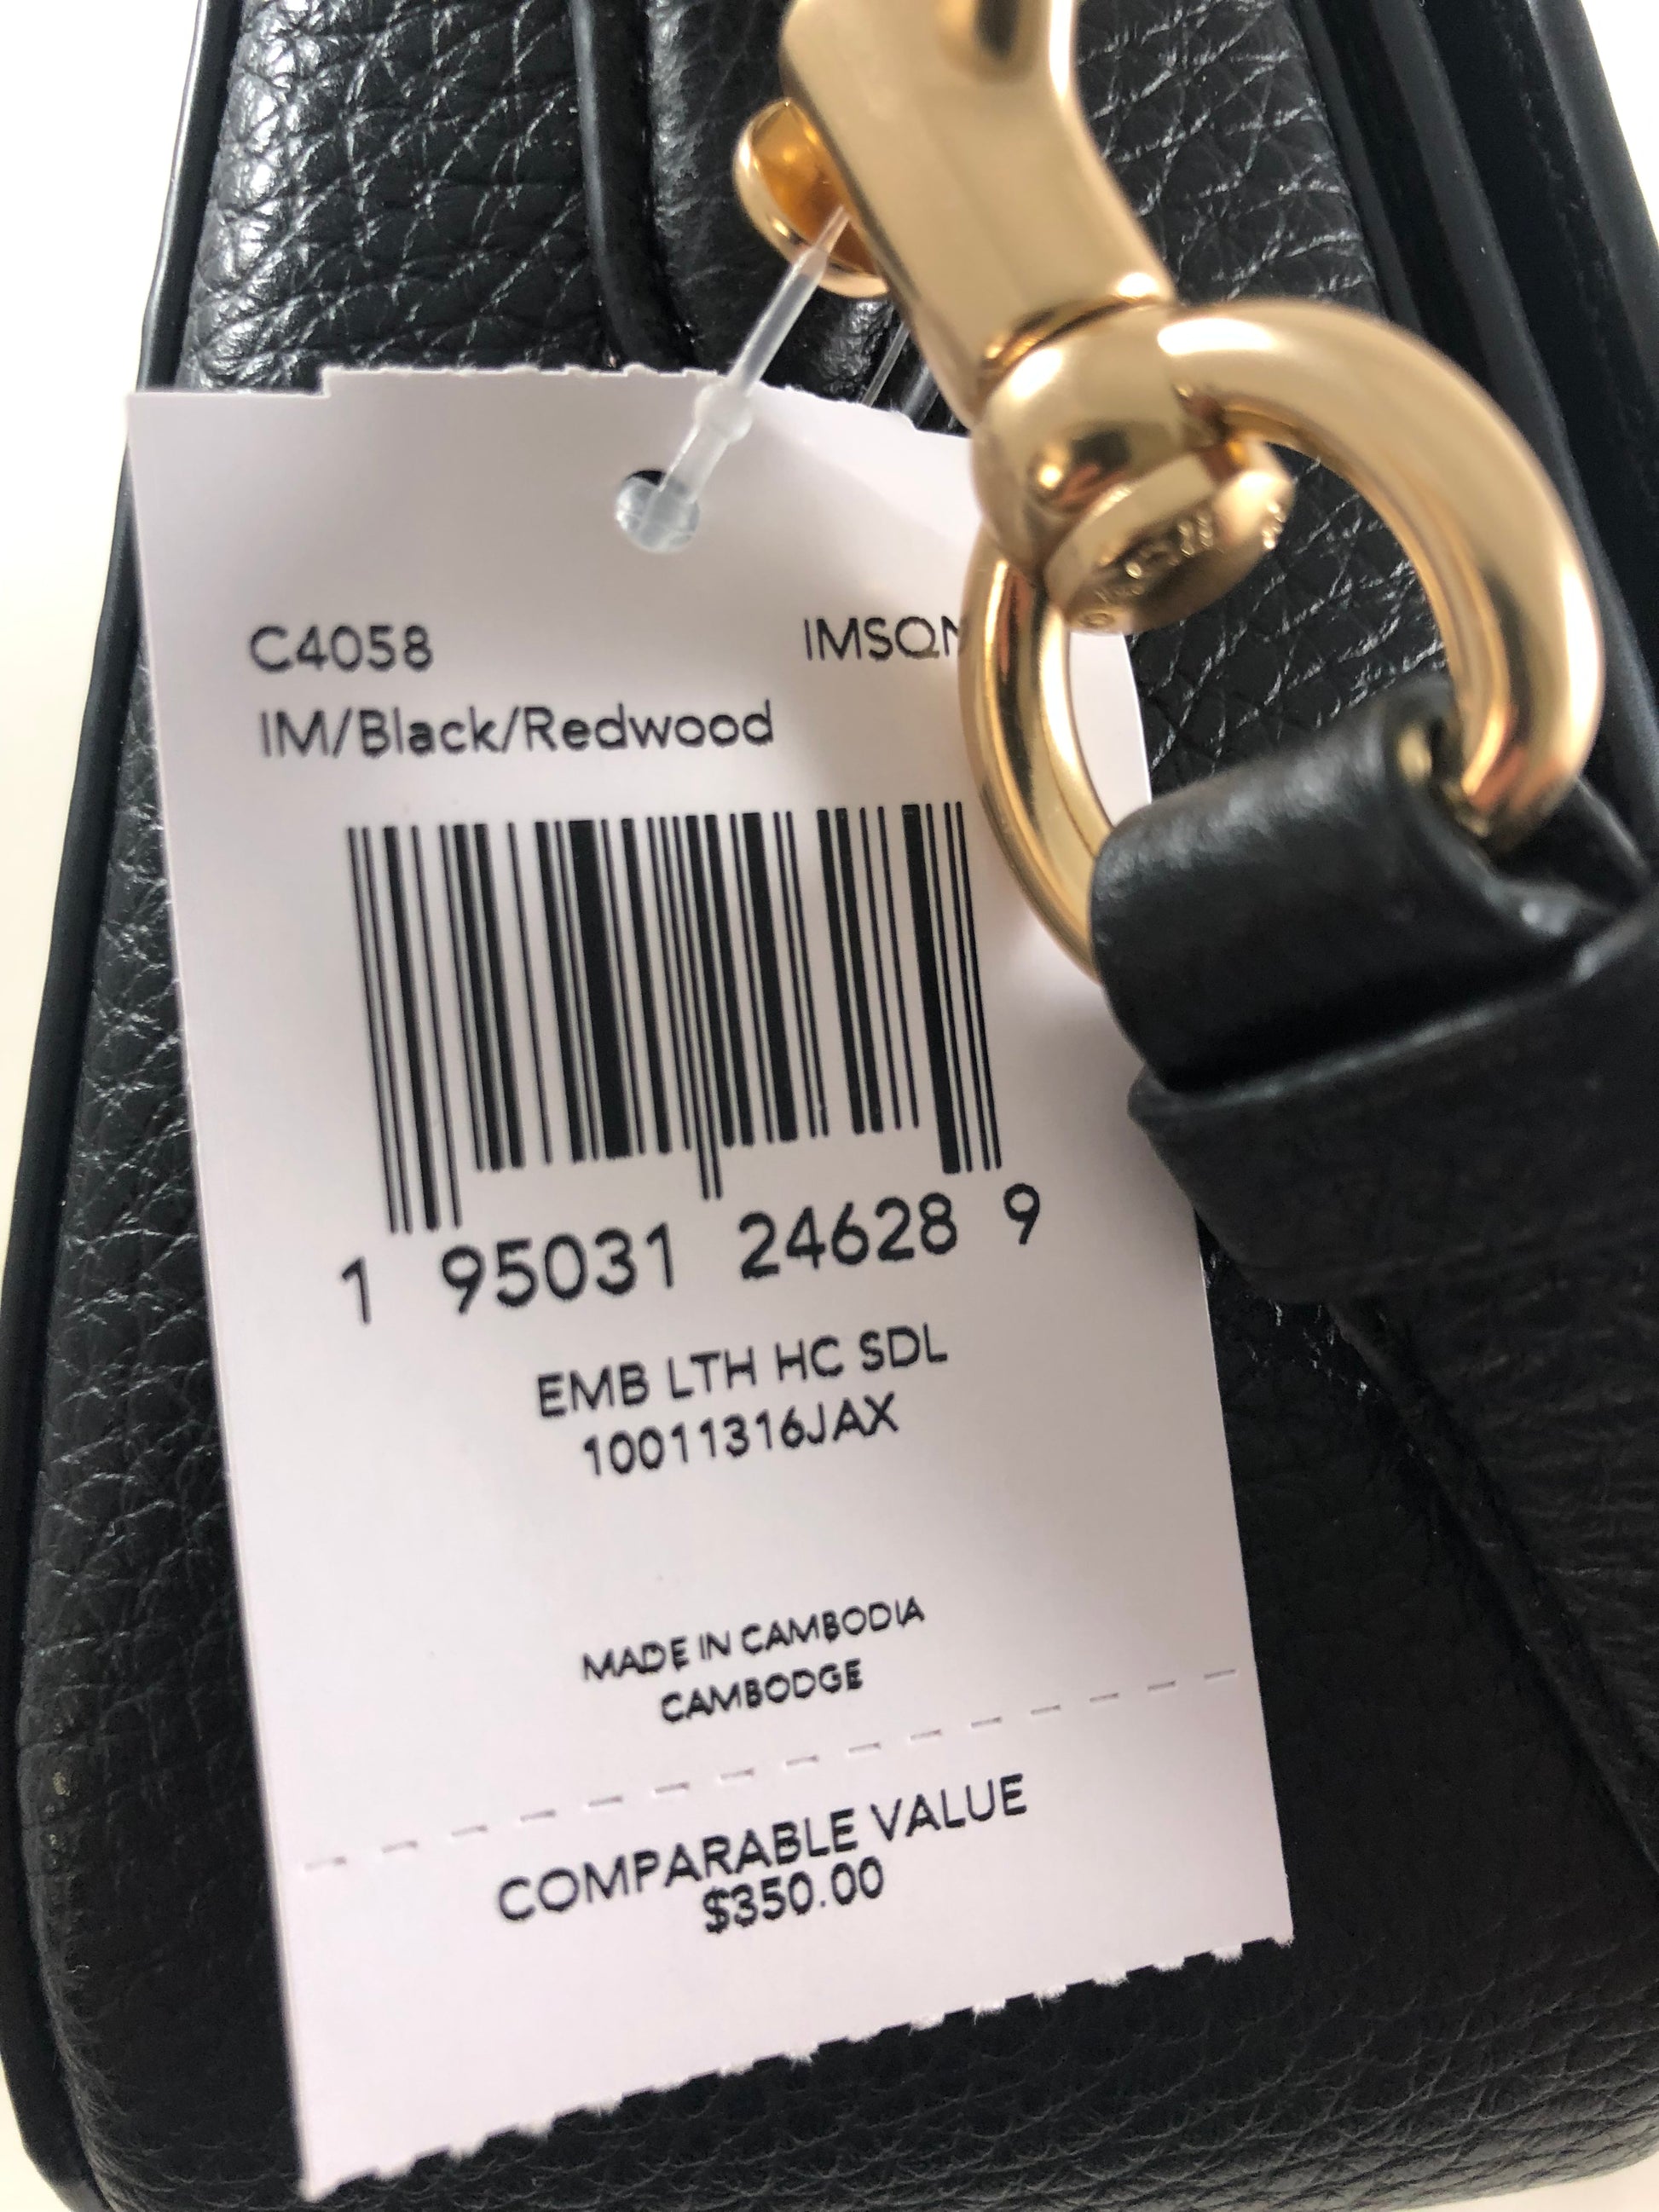 C4058
IM/Black/Redwood
1 95031 24628 9
EMB LTH HC SDL
10011316JAX
MADE IN CAMBODIA
CAMBODGE
COMPARABLE VALUE
$350.00